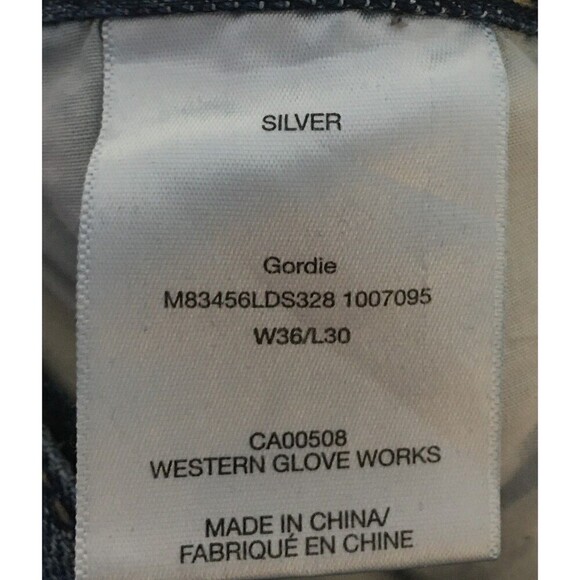 SILVER
Gordie
M83456LDS328 1007095
W36/L30
CA00508
WESTERN GLOVE WORKS
MADE IN CHINA/
FABRIQUÉ EN CHINE